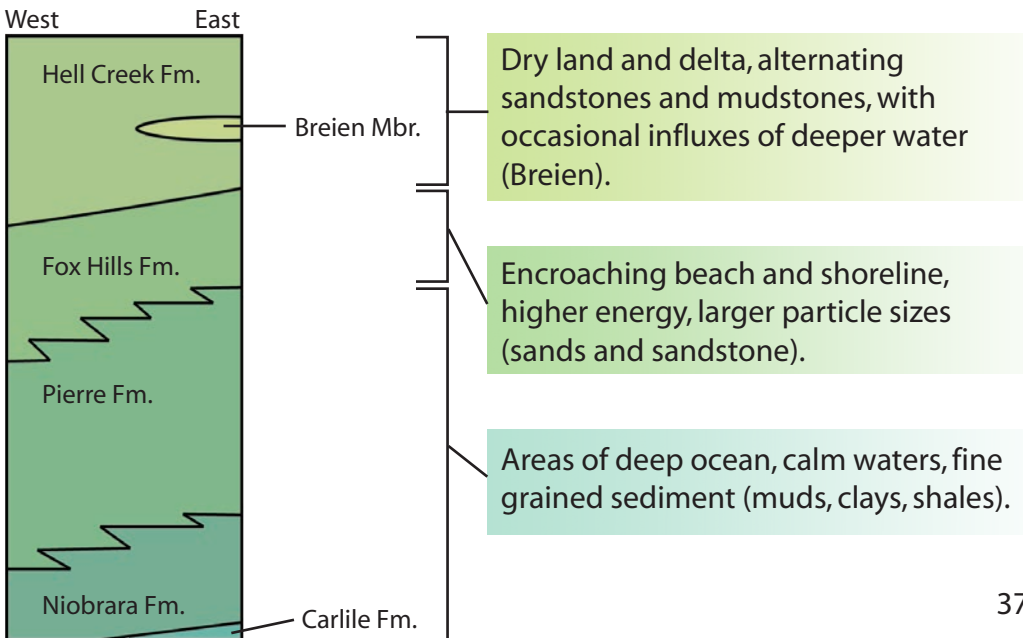 West East
Hell Creek Fm.
Breien Mbr.
Fox Hills Fm.
Pierre Fm.
Niobrara Fm.
Carlile Fm.
Dry land and delta, alternating
sandstones and mudstones, with
occasional influxes of deeper water
(Breien).
Encroaching beach and shoreline,
higher energy, larger particle sizes
(sands and sandstone).
Areas of deep ocean, calm waters, fine
grained sediment (muds, clays, shales).
37